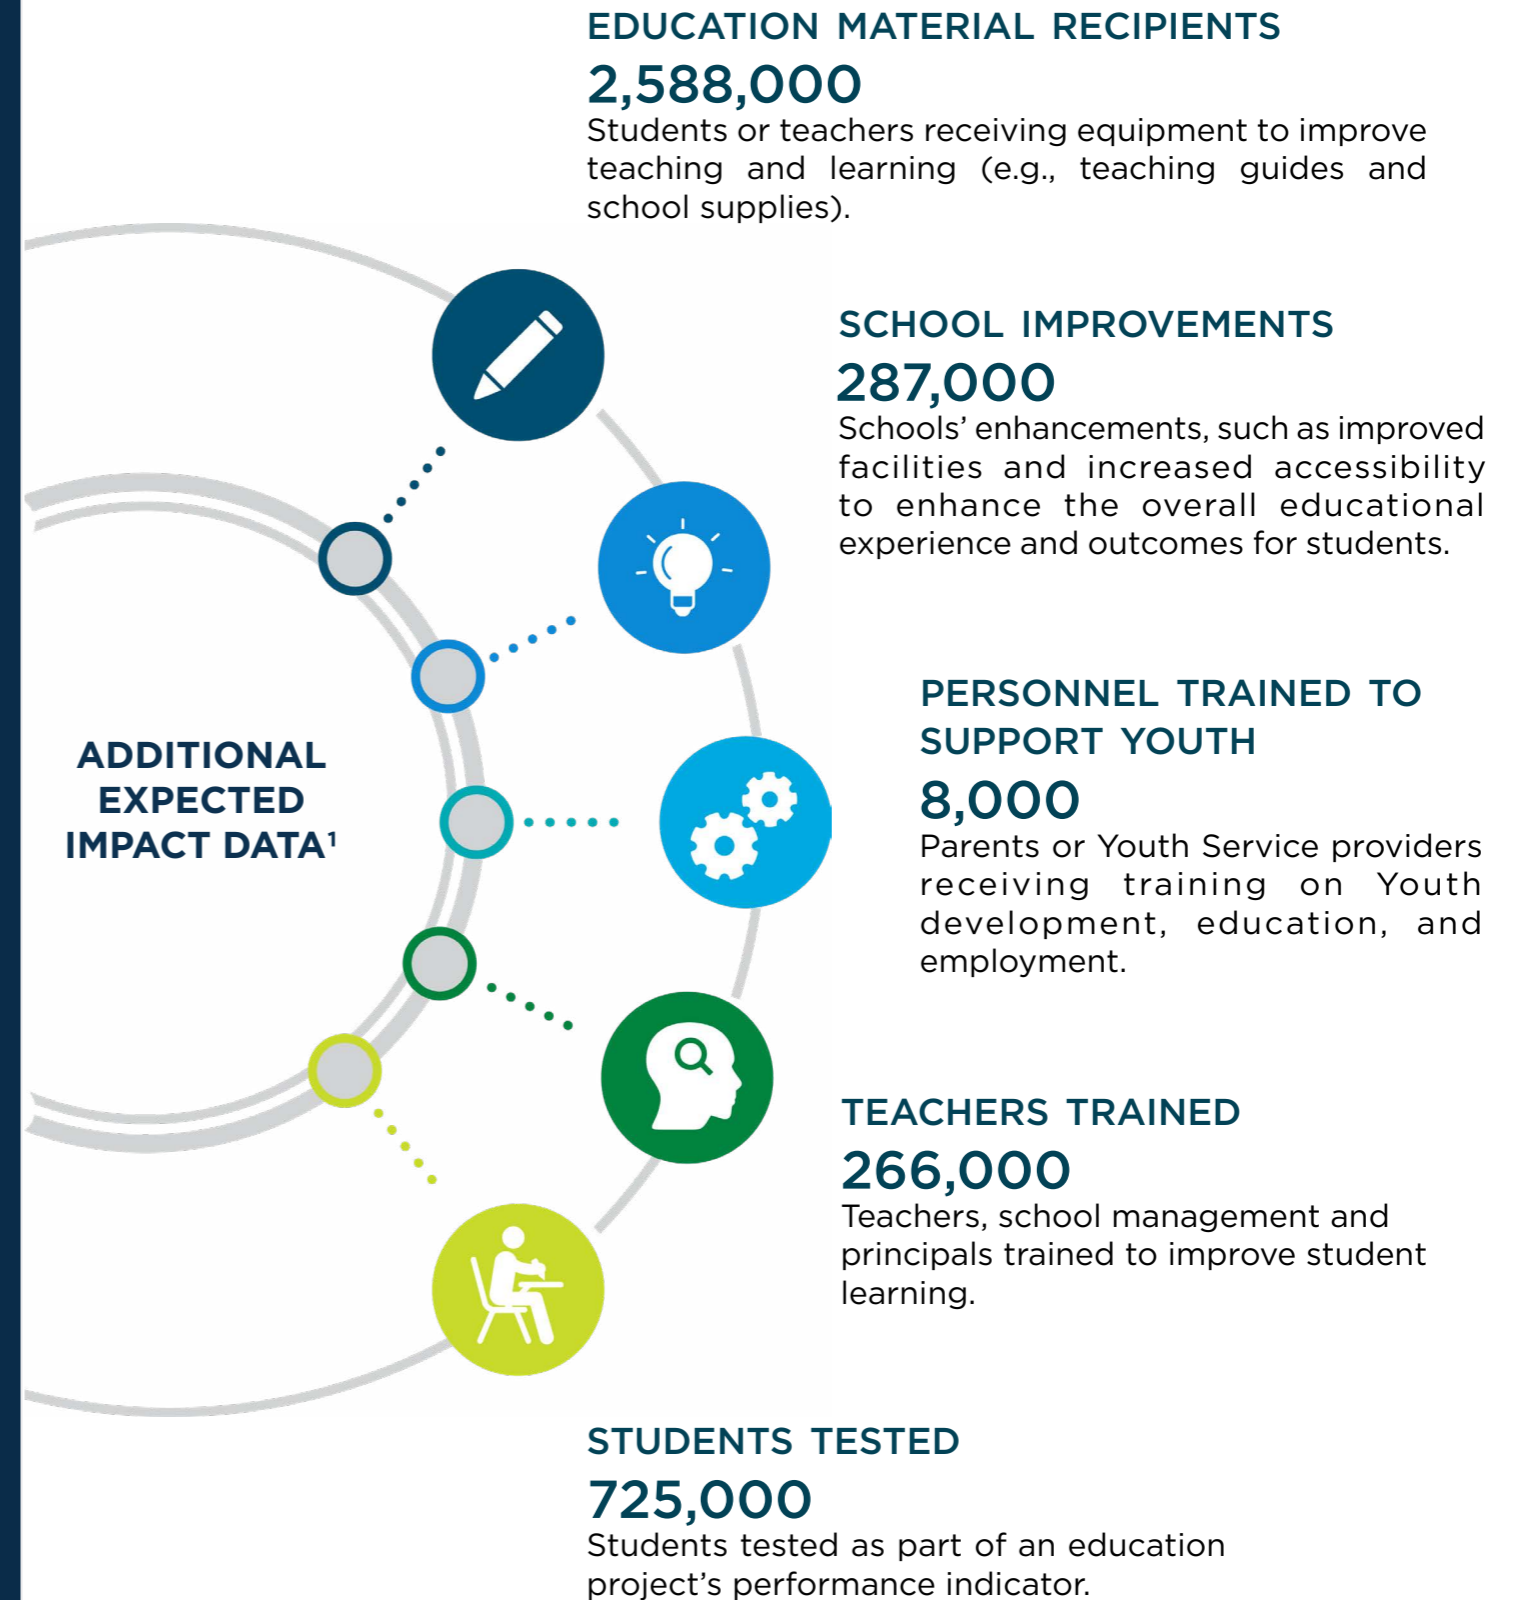 EDUCATION MATERIAL RECIPIENTS
2,588,000
Students or teachers receiving equipment to improve
teaching and learning (e.g., teaching guides and
school supplies).
SCHOOL IMPROVEMENTS
287,000
Schools’ enhancements, such as improved
facilities and increased accessibility
to enhance the overall educational
experience and outcomes for students.
PERSONNEL TRAINED TO
SUPPORT YOUTH
8,000
Parents or Youth Service providers
receiving training on Youth
development, education, and
employment.
ADDITIONAL
EXPECTED
IMPACT DATA¹
TEACHERS TRAINED
266,000
Teachers, school management and
principals trained to improve student
learning.
STUDENTS TESTED
725,000
Students tested as part of an education
project’s performance indicator.